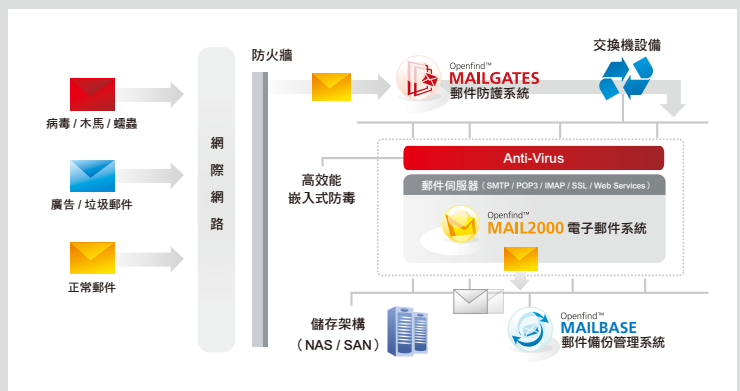 病毒 / 木馬 / 蠕蟲
廣告 / 垃圾郵件
正常郵件
網際網路
防火牆
Openfind™
MAILGATES
郵件防護系統
交換機設備
高效能
嵌入式防毒
Anti-Virus
郵件伺服器（SMTP / POP3 / IMAP / SSL / Web Services）
Openfind™
MAIL2000 電子郵件系統
儲存架構
（NAS / SAN）
Openfind™
MAILBASE
郵件備份管理系統